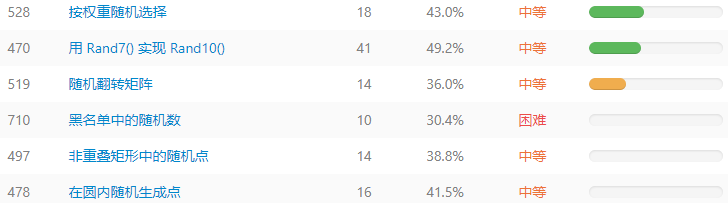 528 按权重随机选择 18 43.0% 中等
470 用 Rand7() 实现 Rand10() 41 49.2% 中等
519 随机翻转矩阵 14 36.0% 中等
710 黑名单中的随机数 10 30.4% 困难
497 非重叠矩形中的随机点 14 38.8% 中等
478 在圆内随机生成点 16 41.5% 中等